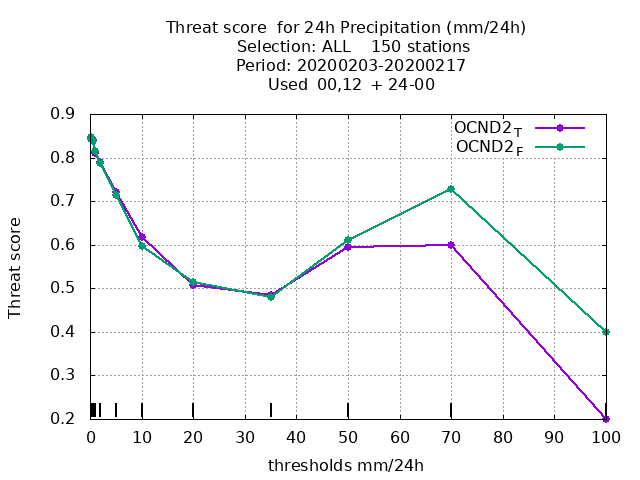 Threat score  for 24h Precipitation (mm/24h)
Selection: ALL    150 stations
Period: 20200203-20200217
Used  00,12  + 24-00
OCND2T
OCND2F
0.9
0.8
0.7
0.6
0.5
0.4
0.3
0.2
Threat score
0 10 20 30 40 50 60 70 80 90 100
thresholds mm/24h